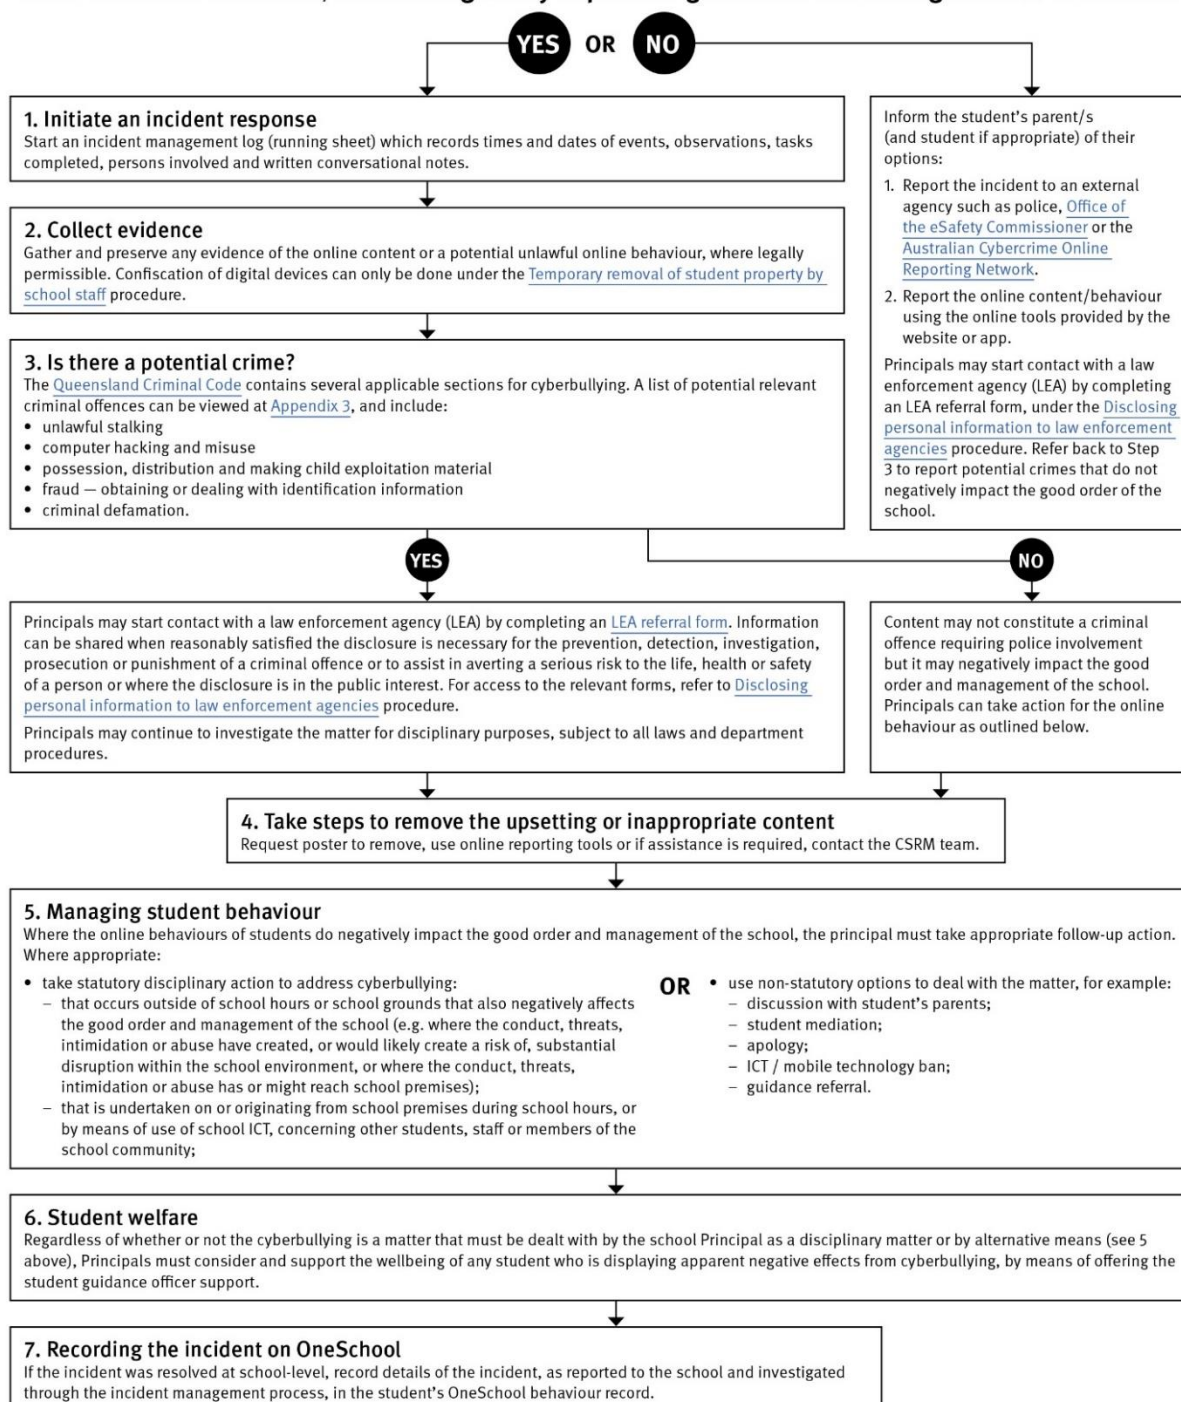 YES OR NO
1. Initiate an incident response
Start an incident management log (running sheet) which records times and dates of events, observations, tasks
completed, persons involved and written conversational notes.
2. Collect evidence
Gather and preserve any evidence of the online content or a potential unlawful online behaviour, where legally
permissible. Confiscation of digital devices can only be done under the Temporary removal of student property by
school staff procedure.
3. Is there a potential crime?
The Queensland Criminal Code contains several applicable sections for cyberbullying. A list of potential relevant
criminal offences can be viewed at Appendix 3, and include:
• unlawful stalking
• computer hacking and misuse
• possession, distribution and making child exploitation material
• fraud — obtaining or dealing with identification information
• criminal defamation.
Inform the student's parent/s
(and student if appropriate) of their
options:
1. Report the incident to an external
agency such as police, Office of
the eSafety Commissioner or the
Australian Cybercrime Online
Reporting Network.
2. Report the online content/behaviour
using the online tools provided by the
website or app.
Principals may start contact with a law
enforcement agency (LEA) by completing
an LEA referral form, under the Disclosing
personal information to law enforcement
agencies procedure. Refer back to Step
3 to report potential crimes that do not
negatively impact the good order of the
school.
YES
NO
Principals may start contact with a law enforcement agency (LEA) by completing an LEA referral form. Information
can be shared when reasonably satisfied the disclosure is necessary for the prevention, detection, investigation,
prosecution or punishment of a criminal offence or to assist in averting a serious risk to the life, health or safety
of a person or where the disclosure is in the public interest. For access to the relevant forms, refer to Disclosing
personal information to law enforcement agencies procedure.
Principals may continue to investigate the matter for disciplinary purposes, subject to all laws and department
procedures.
Content may not constitute a criminal
offence requiring police involvement
but it may negatively impact the good
order and management of the school.
Principals can take action for the online
behaviour as outlined below.
4. Take steps to remove the upsetting or inappropriate content
Request poster to remove, use online reporting tools or if assistance is required, contact the CSRM team.
5. Managing student behaviour
Where the online behaviours of students do negatively impact the good order and management of the school, the principal must take appropriate follow-up action.
Where appropriate:
• take statutory disciplinary action to address cyberbullying:
– that occurs outside of school hours or school grounds that also negatively affects
the good order and management of the school (e.g. where the conduct, threats,
intimidation or abuse have created, or would likely create a risk of, substantial
disruption within the school environment, or where the conduct, threats,
intimidation or abuse has or might reach school premises);
– that is undertaken on or originating from school premises during school hours, or
by means of use of school ICT, concerning other students, staff or members of the
school community;
OR
• use non-statutory options to deal with the matter, for example:
– discussion with student's parents;
– student mediation;
– apology;
– ICT / mobile technology ban;
– guidance referral.
6. Student welfare
Regardless of whether or not the cyberbullying is a matter that must be dealt with by the school Principal as a disciplinary matter or by alternative means (see 5
above), Principals must consider and support the wellbeing of any student who is displaying apparent negative effects from cyberbullying, by means of offering the
student guidance officer support.
7. Recording the incident on OneSchool
If the incident was resolved at school-level, record details of the incident, as reported to the school and investigated
through the incident management process, in the student's OneSchool behaviour record.